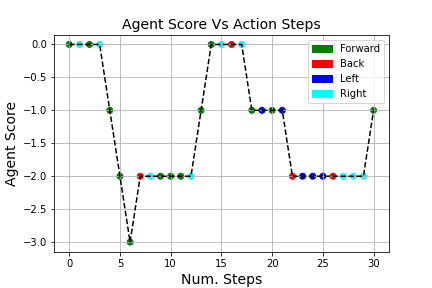 Agent Score Vs Action Steps
Agent Score
0.0
−0.5
−1.0
−1.5
−2.0
−2.5
−3.0
Forward
Back
Left
Right
0 5 10 15 20 25 30
Num. Steps